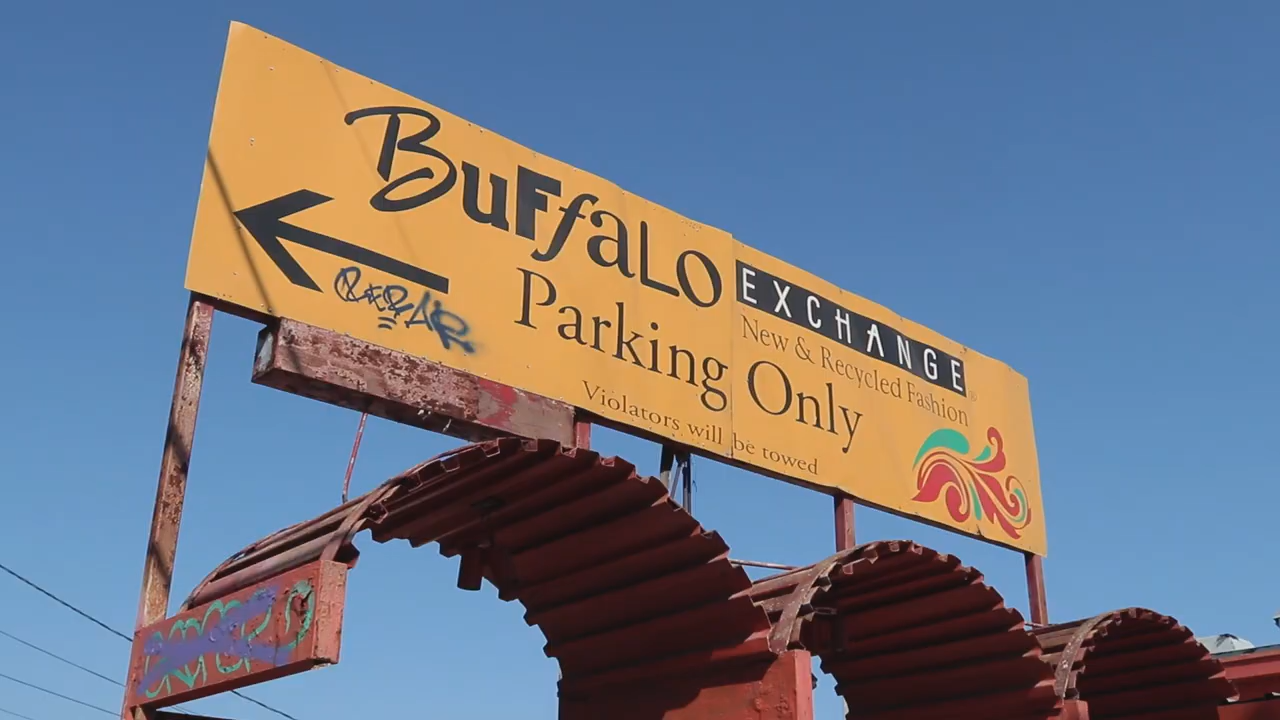 BuFfaLO EXCHANGE®
New & Recycled Fashion
Parking Only
Violators will be towed